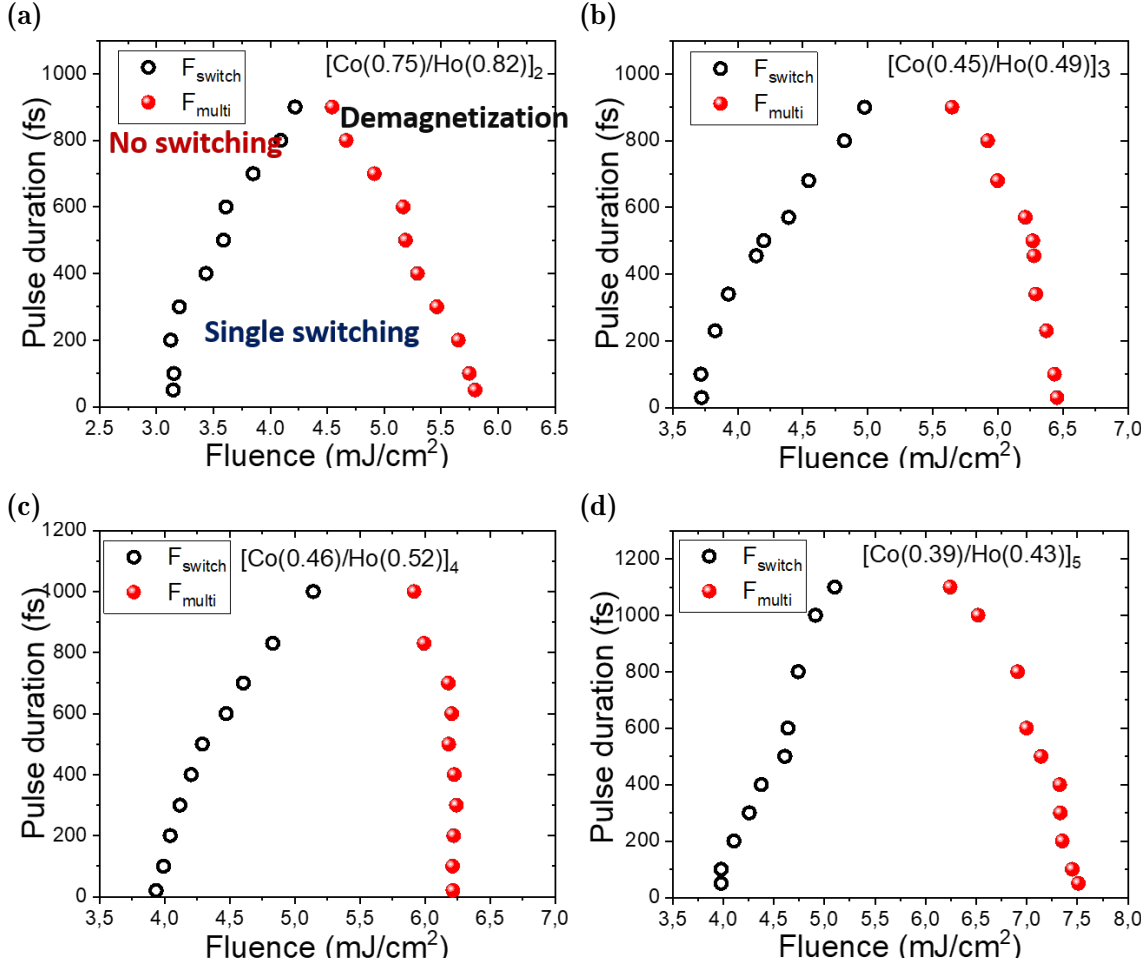 (a)
1000
800
600
400
200
0
Pulse duration (fs)
F_switch
F_multi
[Co(0.75)/Ho(0.82)]_2
No switching
Demagnetization
Single switching
2.5 3.0 3.5 4.0 4.5 5.0 5.5 6.0 6.5
Fluence (mJ/cm²)
(b)
1000
800
600
400
200
0
Pulse duration (fs)
F_switch
F_multi
[Co(0.45)/Ho(0.49)]_3
3,5 4,0 4,5 5,0 5,5 6,0 6,5 7,0
Fluence (mJ/cm²)
(c)
1200
1000
800
600
400
200
0
Pulse duration (fs)
F_switch
F_multi
[Co(0.46)/Ho(0.52)]_4
3,5 4,0 4,5 5,0 5,5 6,0 6,5 7,0
Fluence (mJ/cm²)
(d)
1200
1000
800
600
400
200
0
Pulse duration (fs)
F_switch
F_multi
[Co(0.39)/Ho(0.43)]_5
3,5 4,0 4,5 5,0 5,5 6,0 6,5 7,0 7,5 8,0
Fluence (mJ/cm²)